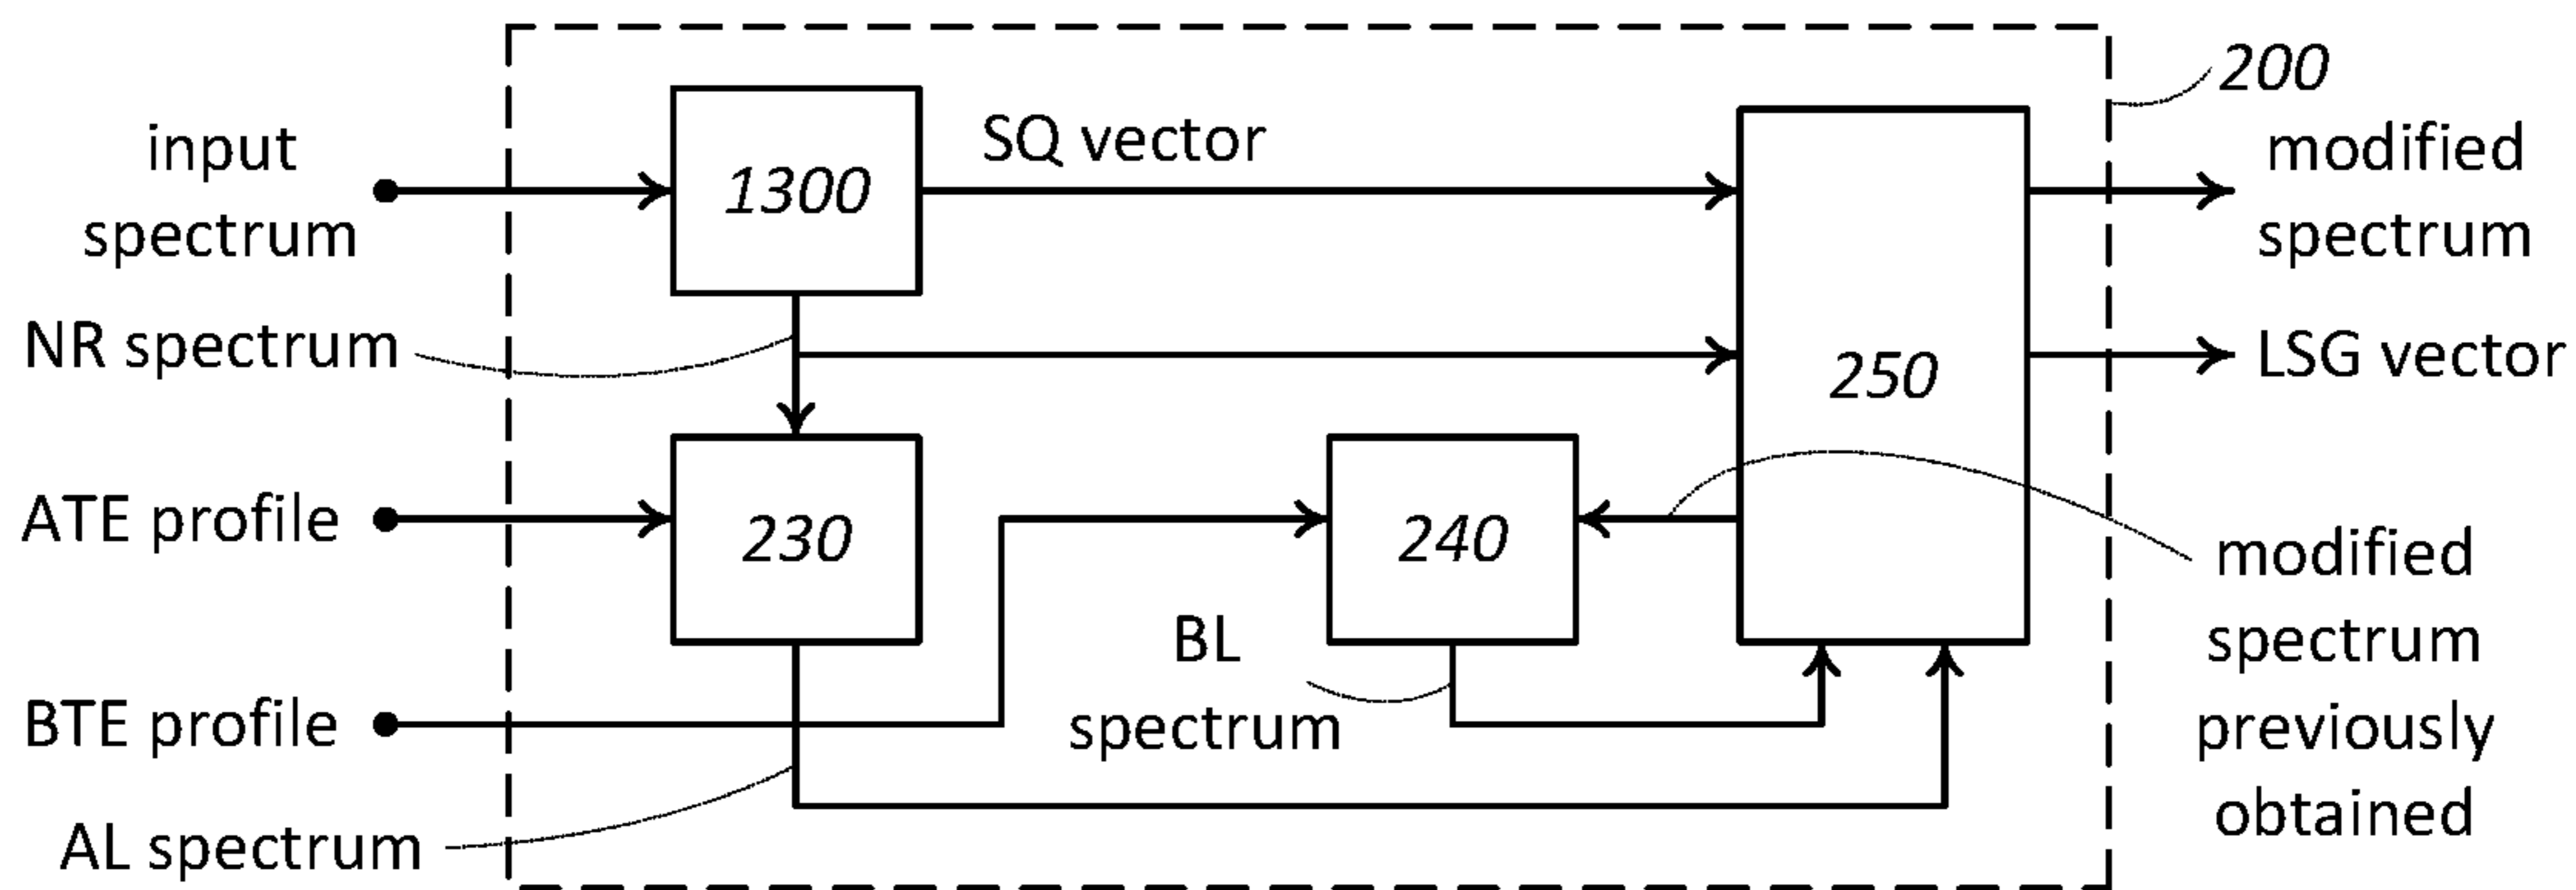 200
input
spectrum
1300
SQ vector
modified
spectrum
NR spectrum
250
LSG vector
ATE profile
230
240
modified
spectrum
previously
obtained
BL
spectrum
BTE profile
AL spectrum